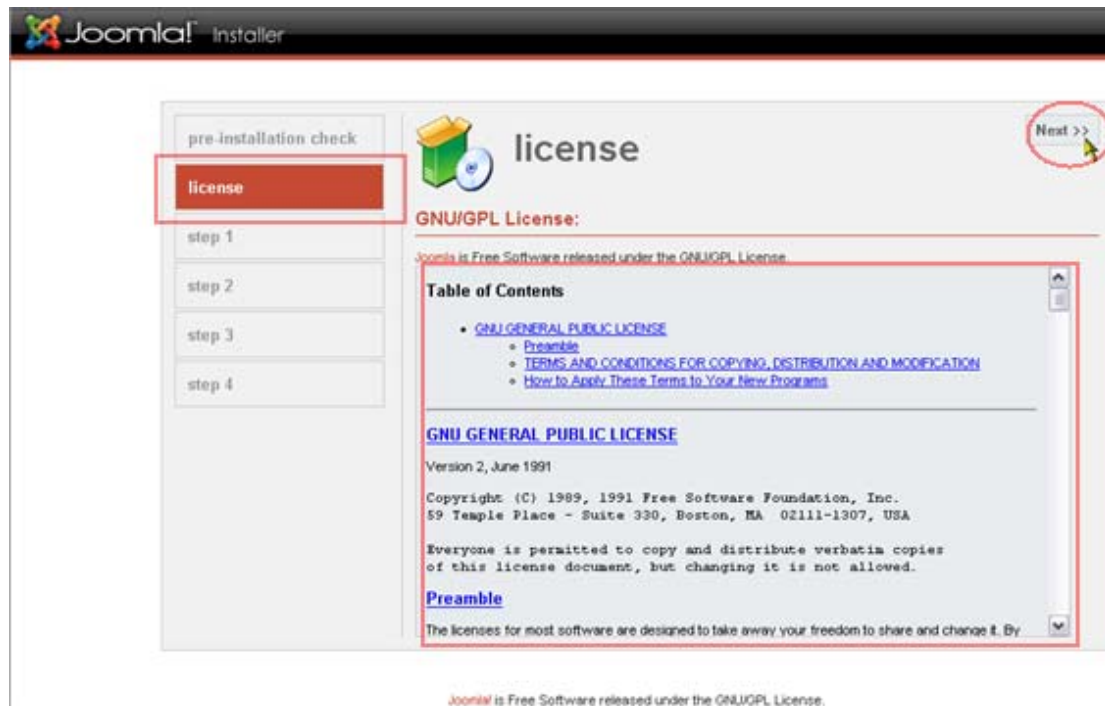 Joomla! Installer
pre-installation check
license
step 1
step 2
step 3
step 4
license
Next >>
GNU/GPL License:
Joomla is Free Software released under the GNU/GPL License.
Table of Contents
GNU GENERAL PUBLIC LICENSE
Preamble
TERMS AND CONDITIONS FOR COPYING, DISTRIBUTION AND MODIFICATION
How to Apply These Terms to Your New Programs
GNU GENERAL PUBLIC LICENSE
Version 2, June 1991
Copyright (C) 1989, 1991 Free Software Foundation, Inc.
59 Temple Place - Suite 330, Boston, MA 02111-1307, USA
Everyone is permitted to copy and distribute verbatim copies
of this license document, but changing it is not allowed.
Preamble
The licenses for most software are designed to take away your freedom to share and change it. By
Joomla! is Free Software released under the GNU/GPL License.